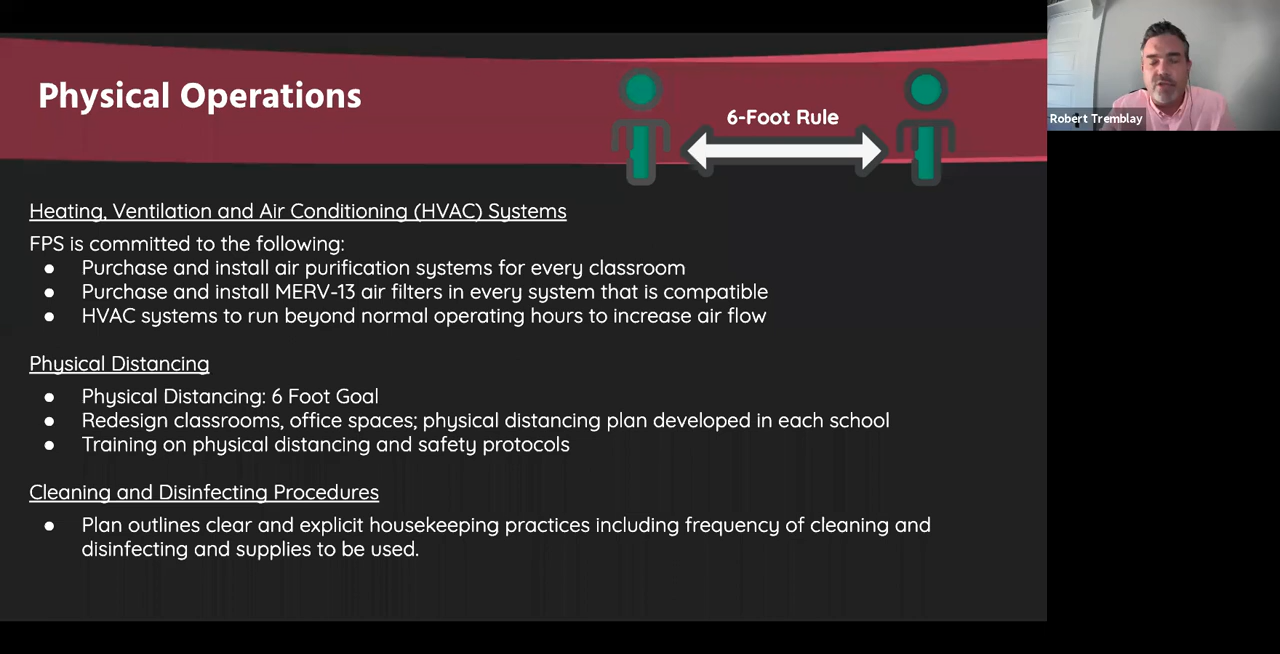 Physical Operations
6-Foot Rule
Robert Tremblay
Heating, Ventilation and Air Conditioning (HVAC) Systems
FPS is committed to the following:
● Purchase and install air purification systems for every classroom
● Purchase and install MERV-13 air filters in every system that is compatible
● HVAC systems to run beyond normal operating hours to increase air flow
Physical Distancing
● Physical Distancing: 6 Foot Goal
● Redesign classrooms, office spaces; physical distancing plan developed in each school
● Training on physical distancing and safety protocols
Cleaning and Disinfecting Procedures
● Plan outlines clear and explicit housekeeping practices including frequency of cleaning and
disinfecting and supplies to be used.